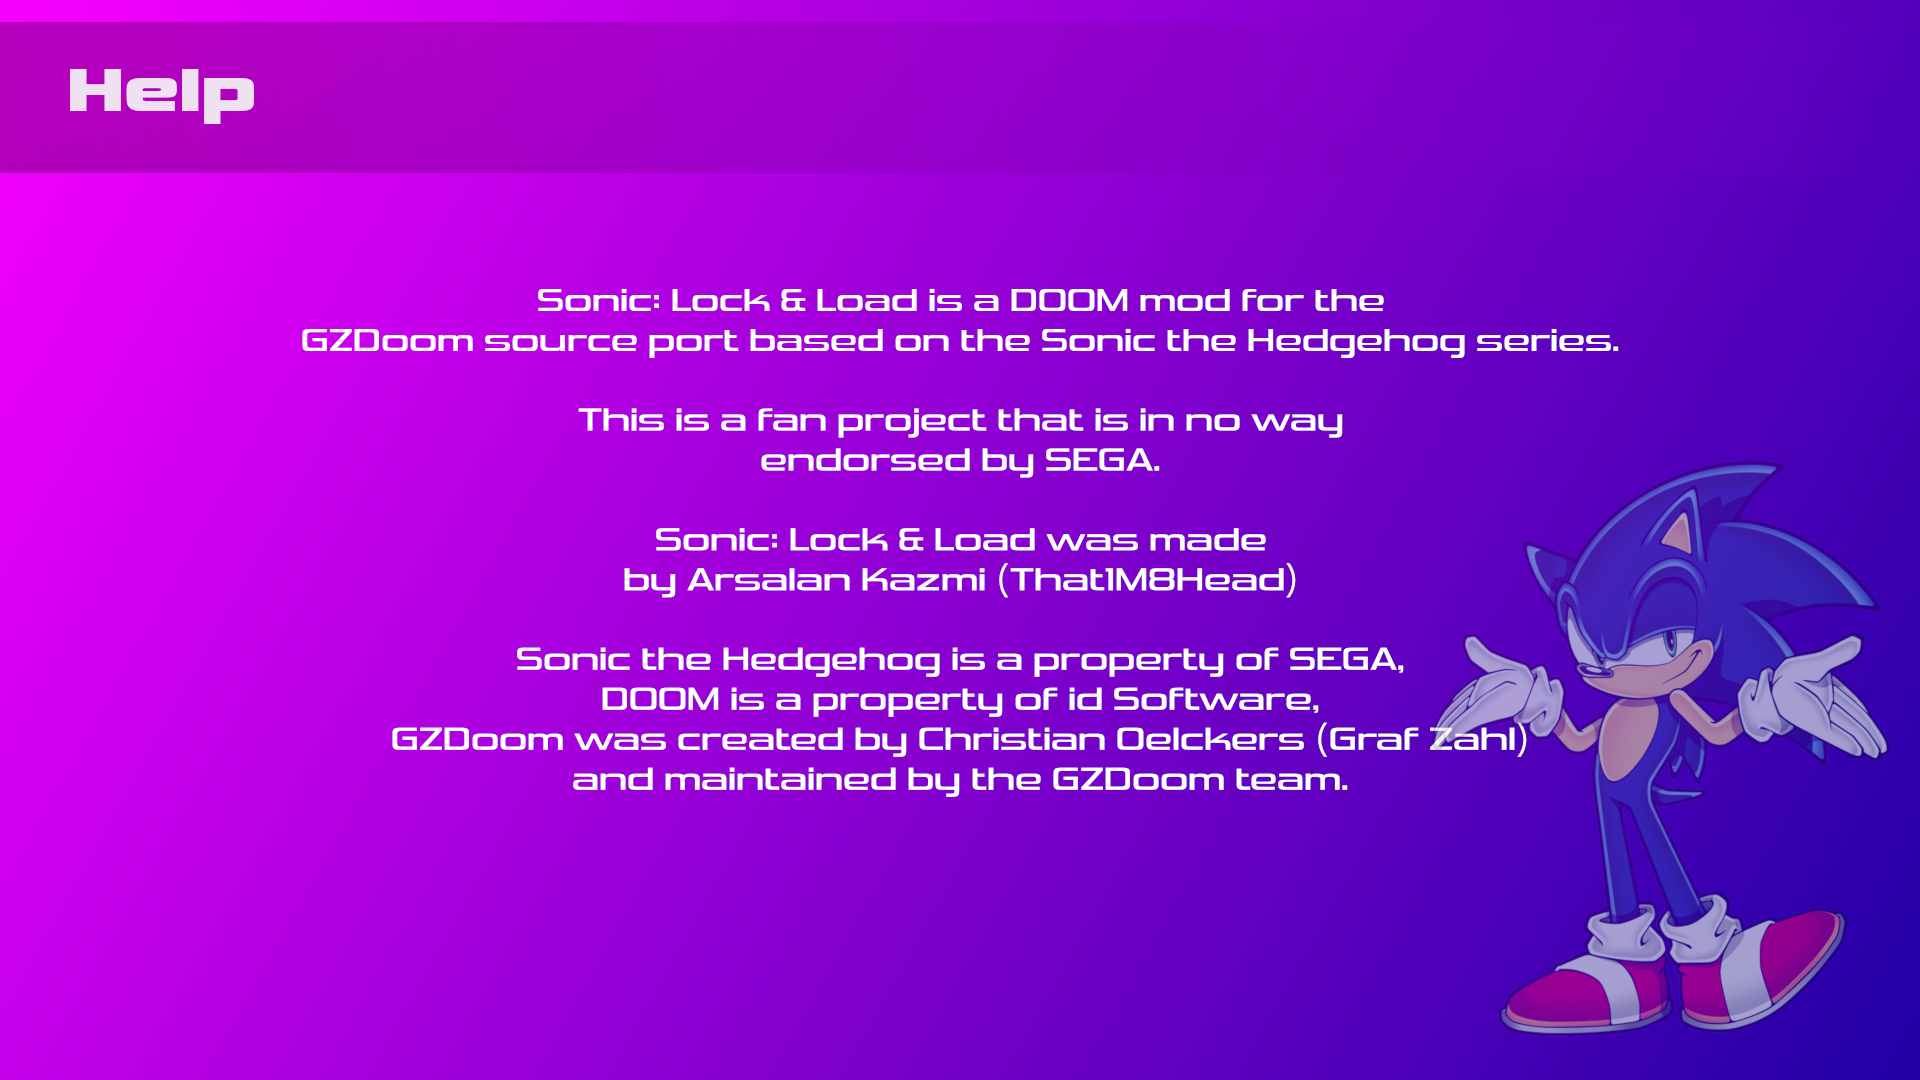 Help
Sonic: Lock & Load is a DOOM mod for the
GZDoom source port based on the Sonic the Hedgehog series.
This is a fan project that is in no way
endorsed by SEGA.
Sonic: Lock & Load was made
by Arsalan Kazmi (That1M8Head)
Sonic the Hedgehog is a property of SEGA,
DOOM is a property of id Software,
GZDoom was created by Christian Oelckers (Graf Zahl)
and maintained by the GZDoom team.